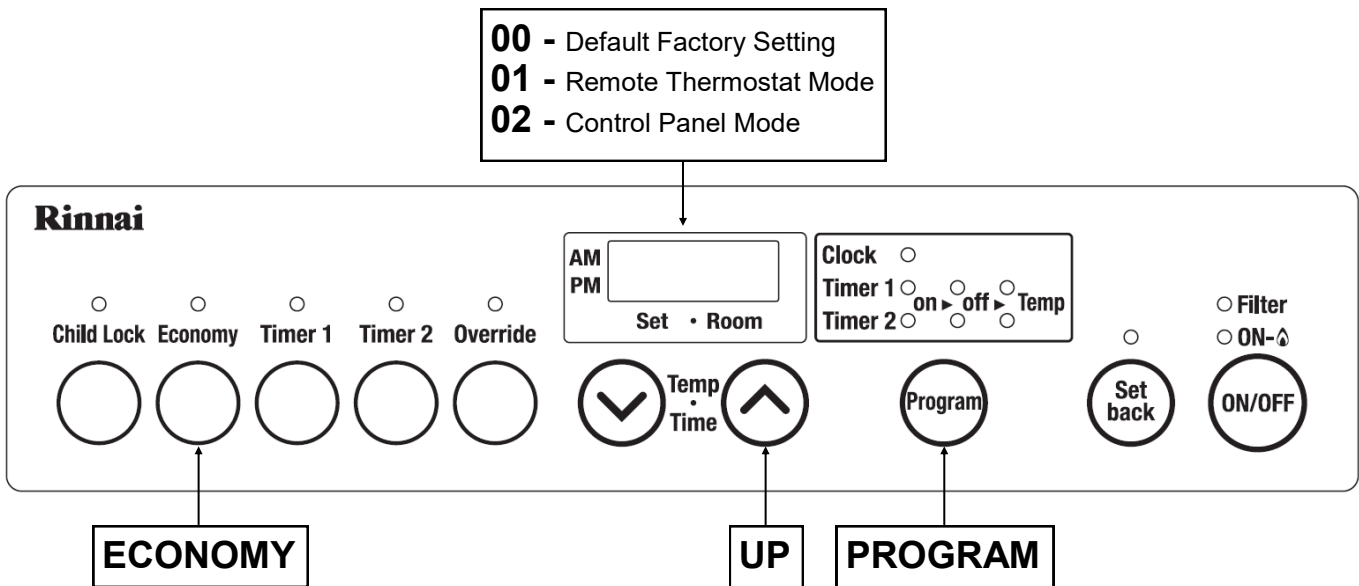 00 - Default Factory Setting
01 - Remote Thermostat Mode
02 - Control Panel Mode
Rinnai
AM
PM
Set · Room
Clock
Timer 1
Timer 2
on ▸ off ▸ Temp
Filter
ON-
Child Lock
Economy
Timer 1
Timer 2
Override
Temp
·
Time
Program
Set
back
ON/OFF
ECONOMY
UP
PROGRAM